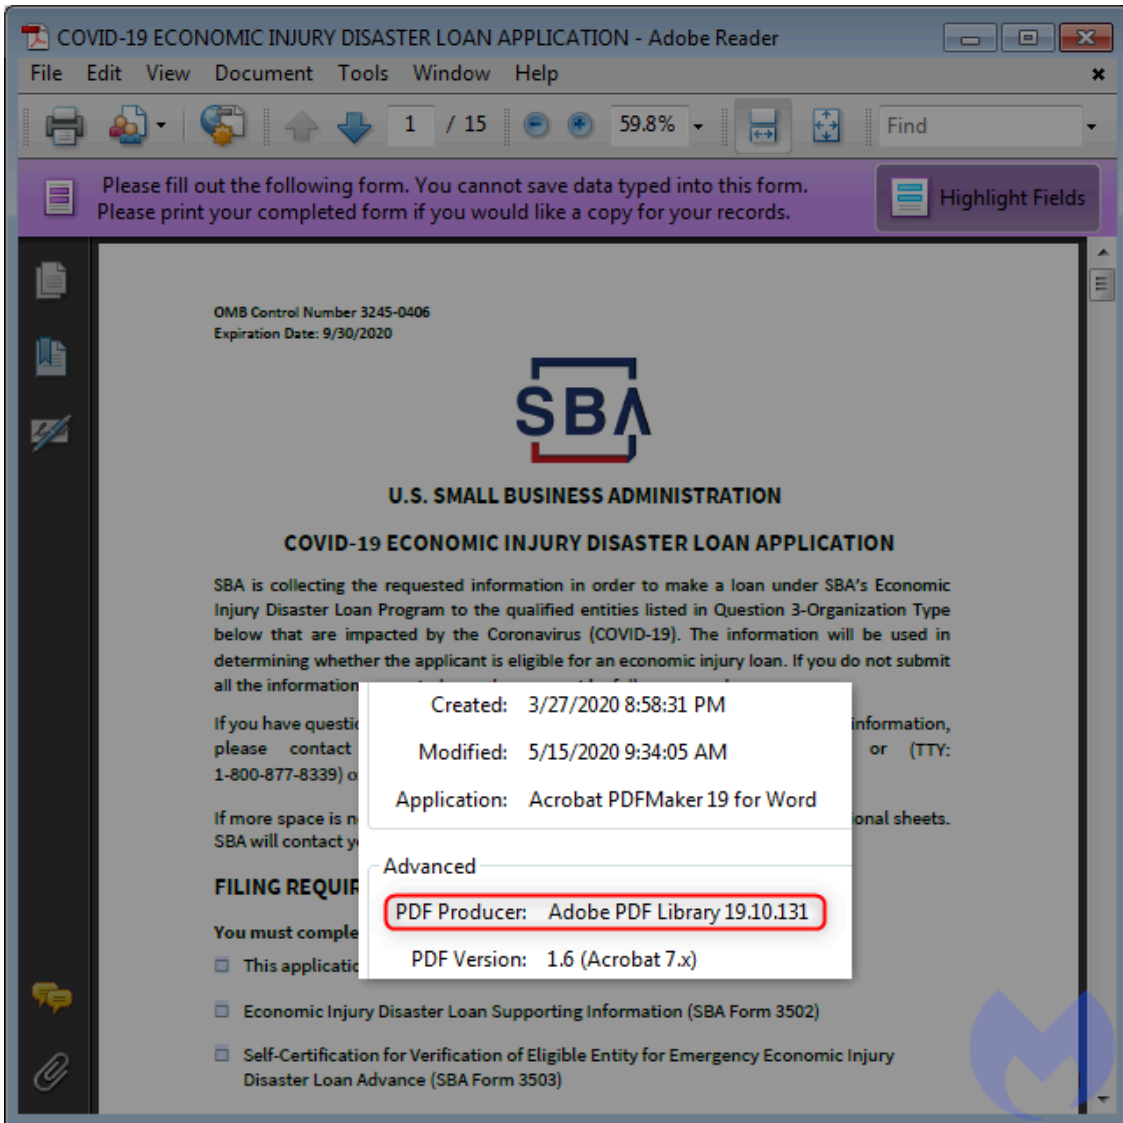 COVID-19 ECONOMIC INJURY DISASTER LOAN APPLICATION - Adobe Reader
File Edit View Document Tools Window Help
1 / 15 59.8% Find
Please fill out the following form. You cannot save data typed into this form.
Please print your completed form if you would like a copy for your records.
Highlight Fields
OMB Control Number 3245-0406
Expiration Date: 9/30/2020
SBA
U.S. SMALL BUSINESS ADMINISTRATION
COVID-19 ECONOMIC INJURY DISASTER LOAN APPLICATION
SBA is collecting the requested information in order to make a loan under SBA's Economic
Injury Disaster Loan Program to the qualified entities listed in Question 3-Organization Type
below that are impacted by the Coronavirus (COVID-19). The information will be used in
determining whether the applicant is eligible for an economic injury loan. If you do not submit
all the information
If you have questio information,
please contact or (TTY:
1-800-877-8339) o
If more space is n ional sheets.
SBA will contact y
FILING REQUIR
You must comple
This applicatio
Economic Injury Disaster Loan Supporting Information (SBA Form 3502)
Self-Certification for Verification of Eligible Entity for Emergency Economic Injury
Disaster Loan Advance (SBA Form 3503)
Created: 3/27/2020 8:58:31 PM
Modified: 5/15/2020 9:34:05 AM
Application: Acrobat PDFMaker 19 for Word
Advanced
PDF Producer: Adobe PDF Library 19.10.131
PDF Version: 1.6 (Acrobat 7.x)